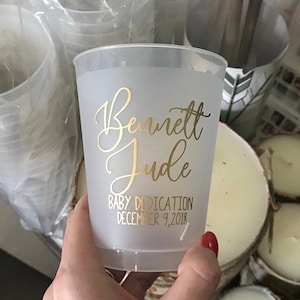 Bennett
Jude
BABY DEDICATION
DECEMBER 9, 2018